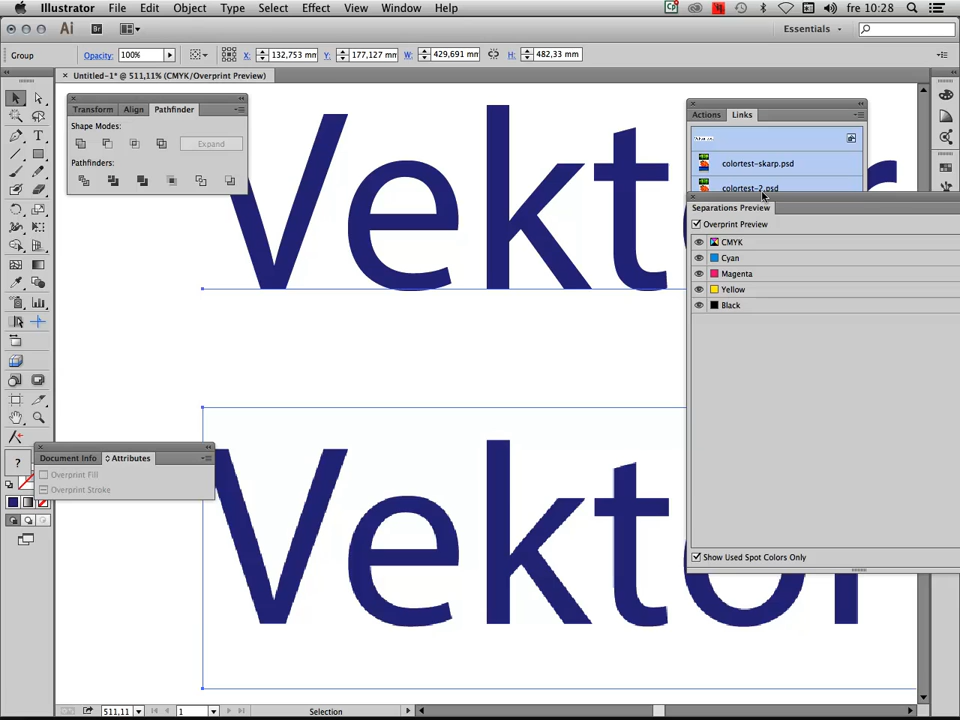 Illustrator File Edit Object Type Select Effect View Window Help fre 10:28
Ai Br Essentials
Group Opacity: 100% X: 132,753 mm Y: 177,127 mm W: 429,691 mm H: 482,33 mm
Untitled-1* @ 511,11% (CMYK/Overprint Preview)
Transform Align Pathfinder
Shape Modes:
Expand
Pathfinders:
Actions Links
colortest-skarp.psd
colortest-2.psd
Separations Preview
Overprint Preview
CMYK
Cyan
Magenta
Yellow
Black
Show Used Spot Colors Only
Vektor
Document Info Attributes
Overprint Fill
Overprint Stroke
Vektor
511,11 1 Selection